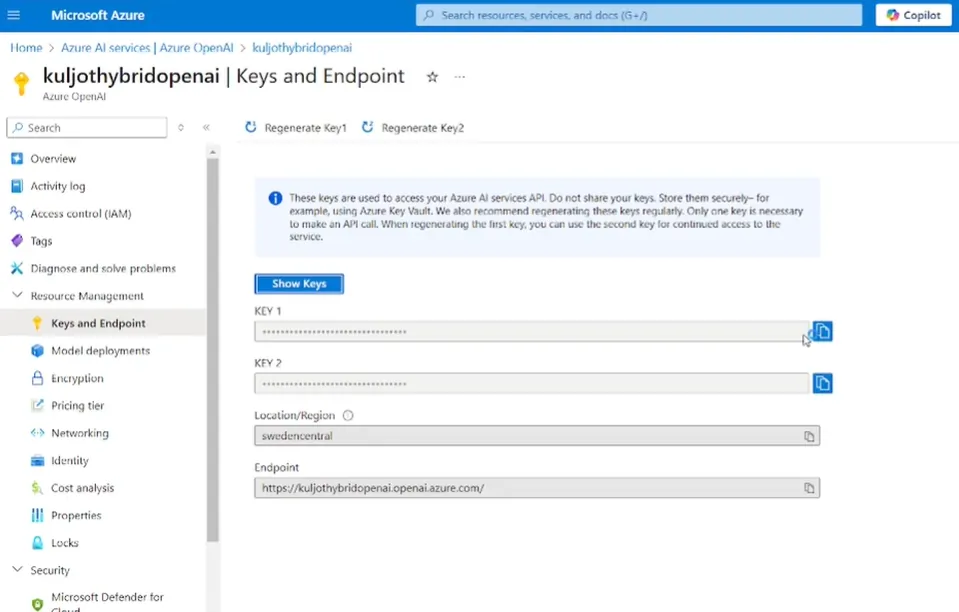 Microsoft Azure
Search resources, services, and docs (G+/)
Copilot
Home > Azure AI services | Azure OpenAI > kuljothybridopenai
kuljothybridopenai | Keys and Endpoint ☆ ...
Azure OpenAI
Search
Regenerate Key1
Regenerate Key2
Overview
Activity log
Access control (IAM)
Tags
Diagnose and solve problems
Resource Management
Keys and Endpoint
Model deployments
Encryption
Pricing tier
Networking
Identity
Cost analysis
Properties
Locks
Security
Microsoft Defender for
Cloud
These keys are used to access your Azure AI services API. Do not share your keys. Store them securely– for
example, using Azure Key Vault. We also recommend regenerating these keys regularly. Only one key is necessary
to make an API call. When regenerating the first key, you can use the second key for continued access to the
service.
Show Keys
KEY 1
••••••••••••••••••••••••••••••••
KEY 2
••••••••••••••••••••••••••••••••
Location/Region
swedencentral
Endpoint
https://kuljothybridopenai.openai.azure.com/